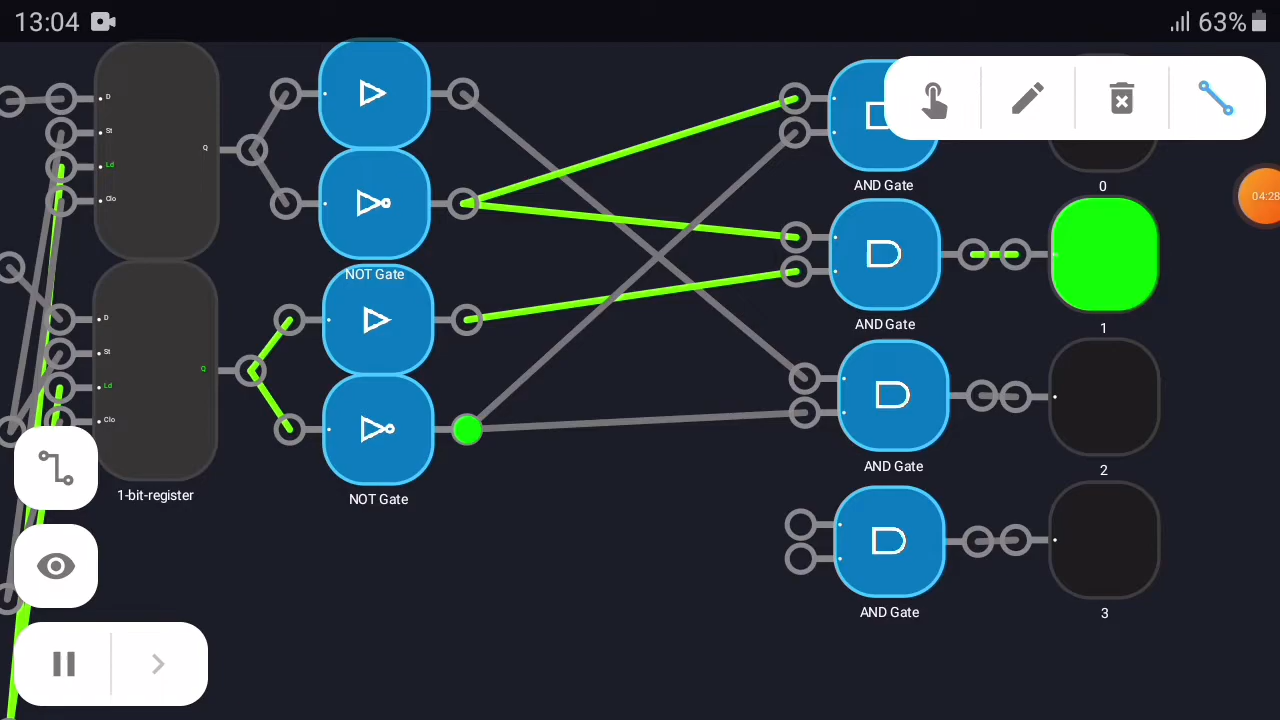 13:04
63%
D
St
Ld
Clo
Q
NOT Gate
D
St
Ld
Clo
Q
1-bit-register
NOT Gate
AND Gate
0
04:28
AND Gate
1
AND Gate
2
AND Gate
3